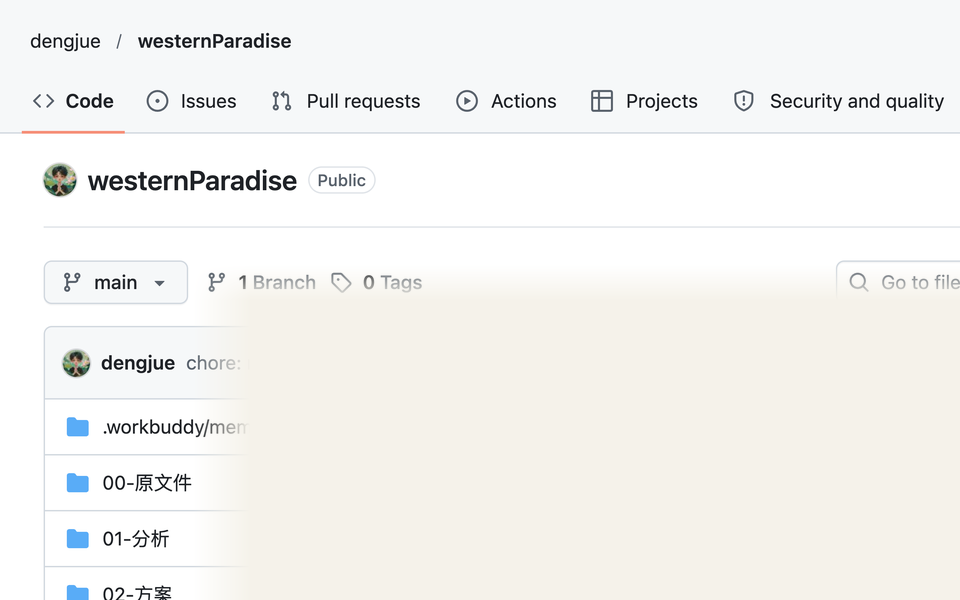 dengjue / westernParadise
Code Issues Pull requests Actions Projects Security and quality
westernParadise Public
main 1 Branch 0 Tags Go to file
dengjue chore:
.workbuddy/mem
00-原文件
01-分析
02-方案